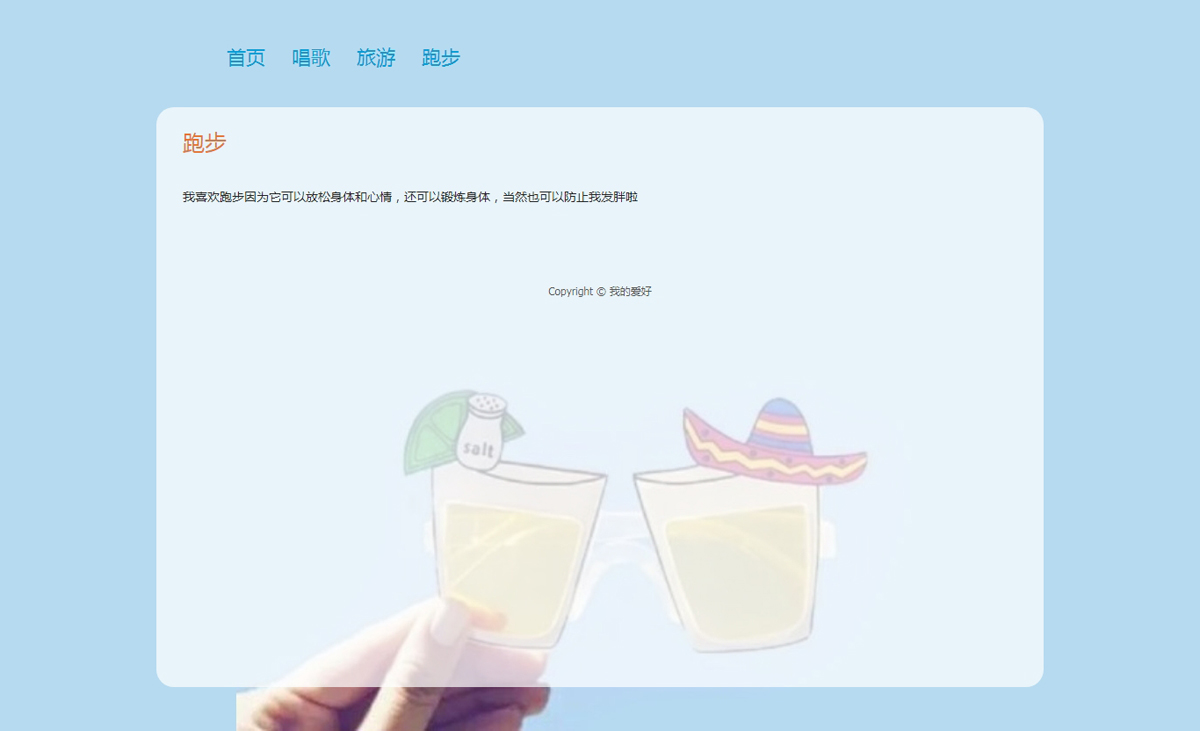 首页 唱歌 旅游 跑步
跑步
我喜欢跑步因为它可以放松身体和心情，还可以锻炼身体，当然也可以防止我发胖啦
Copyright © 我的爱好
salt